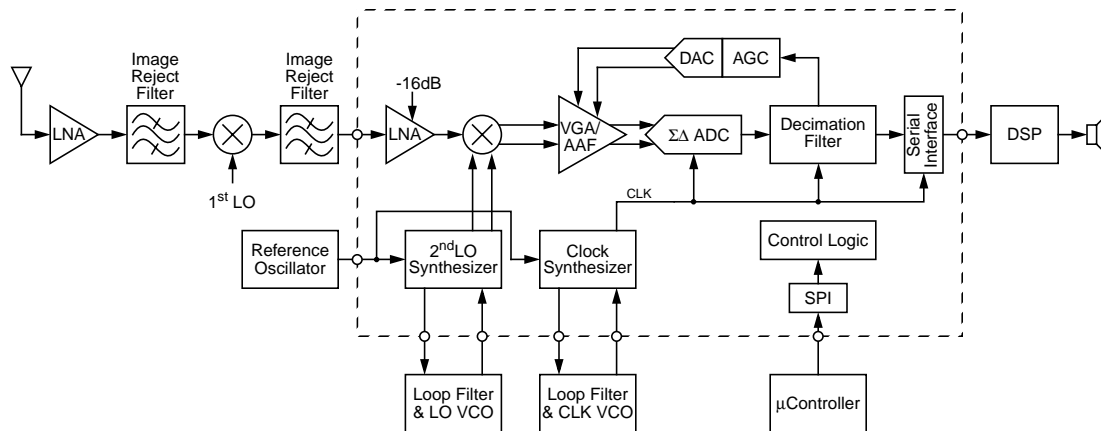 Image
Reject
Filter
Image
Reject
Filter
-16dB
DAC
AGC
LNA
LNA
VGA/
AAF
ΣΔ ADC
Decimation
Filter
Serial
Interface
DSP
1st LO
CLK
Reference
Oscillator
2ndLO
Synthesizer
Clock
Synthesizer
Control Logic
SPI
Loop Filter
& LO VCO
Loop Filter
& CLK VCO
μController